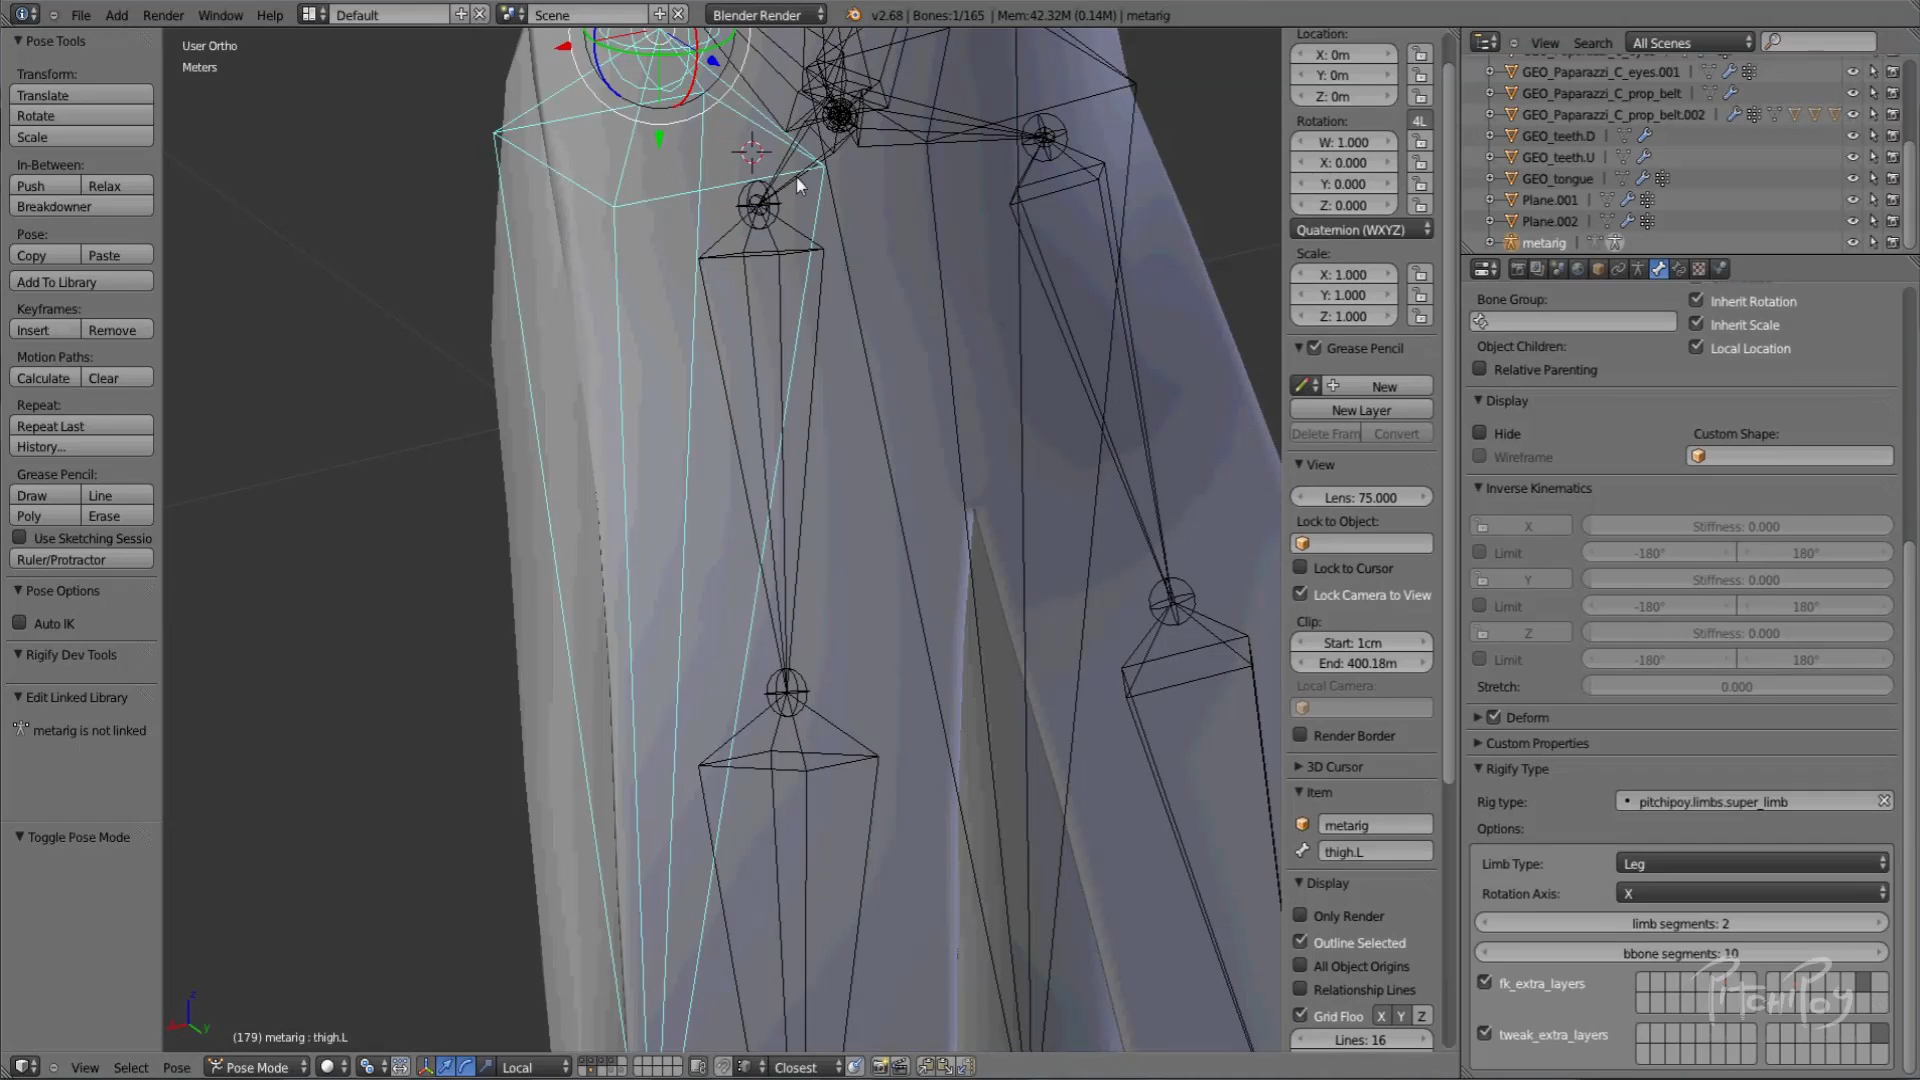 File Add Render Window Help Default Scene Blender Render v2.68 | Bones:1/165 | Mem:42.32M (0.14M) | metarig
Pose Tools
Transform:
Translate
Rotate
Scale
In-Between:
Push Relax
Breakdowner
Pose:
Copy Paste
Add To Library
Keyframes:
Insert Remove
Motion Paths:
Calculate Clear
Repeat:
Repeat Last
History...
Grease Pencil:
Draw Line
Poly Erase
Use Sketching Sessio
Ruler/Protractor
Pose Options
Auto IK
Rigify Dev Tools
Edit Linked Library
metarig is not linked
Toggle Pose Mode
User Ortho
Meters
(179) metarig : thigh.L
View Select Pose Pose Mode Local Closest
Location:
X: 0m
Y: 0m
Z: 0m
Rotation: 4L
W: 1.000
X: 0.000
Y: 0.000
Z: 0.000
Quaternion (WXYZ)
Scale:
X: 1.000
Y: 1.000
Z: 1.000
Grease Pencil
New
New Layer
Delete Fram Convert
View
Lens: 75.000
Lock to Object:
Lock to Cursor
Lock Camera to View
Clip:
Start: 1cm
End: 400.18m
Local Camera:
Render Border
3D Cursor
Item
metarig
thigh.L
Display
Only Render
Outline Selected
All Object Origins
Relationship Lines
Grid Floo X Y Z
Lines: 16
View Search All Scenes
GEO_Paparazzi_C_eyes.001
GEO_Paparazzi_C_prop_belt
GEO_Paparazzi_C_prop_belt.002
GEO_teeth.D
GEO_teeth.U
GEO_tongue
Plane.001
Plane.002
metarig
Bone Group:
Inherit Rotation
Inherit Scale
Object Children:
Local Location
Relative Parenting
Display
Hide Custom Shape:
Wireframe
Inverse Kinematics
X Stiffness: 0.000
Limit -180° 180°
Y Stiffness: 0.000
Limit -180° 180°
Z Stiffness: 0.000
Limit -180° 180°
Stretch: 0.000
Deform
Custom Properties
Rigify Type
Rig type: pitchipoy.limbs.super_limb
Options:
Limb Type: Leg
Rotation Axis: X
limb segments: 2
bbone segments: 10
fk_extra_layers
PitchiPoy
tweak_extra_layers